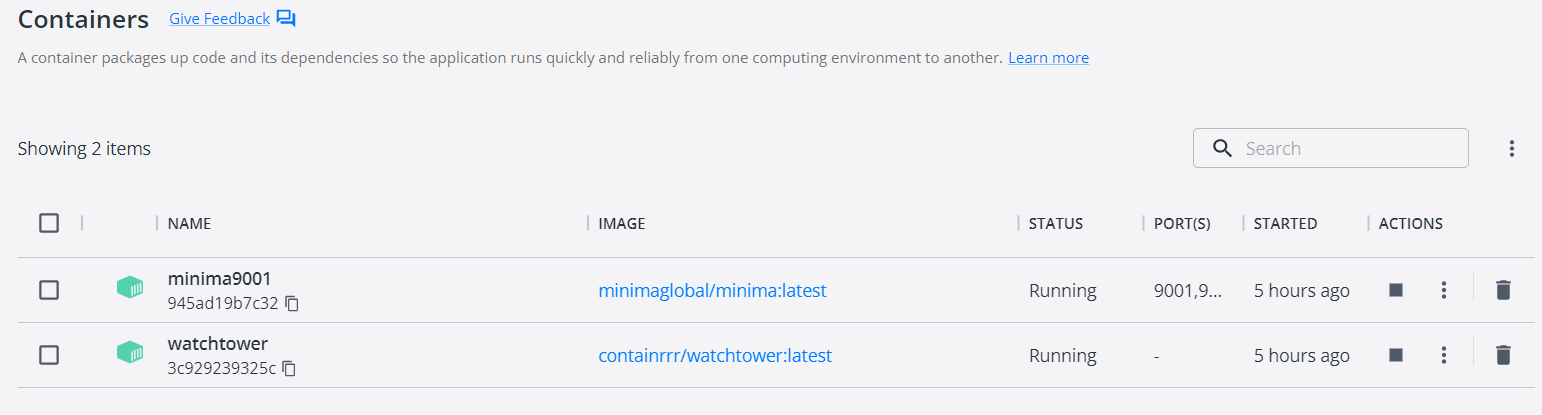 Containers Give Feedback
A container packages up code and its dependencies so the application runs quickly and reliably from one computing environment to another. Learn more
Showing 2 items
Search
NAME IMAGE STATUS PORT(S) STARTED ACTIONS
minima9001
945ad19b7c32
minimaglobal/minima:latest Running 9001,9... 5 hours ago
watchtower
3c929239325c
containrrr/watchtower:latest Running - 5 hours ago